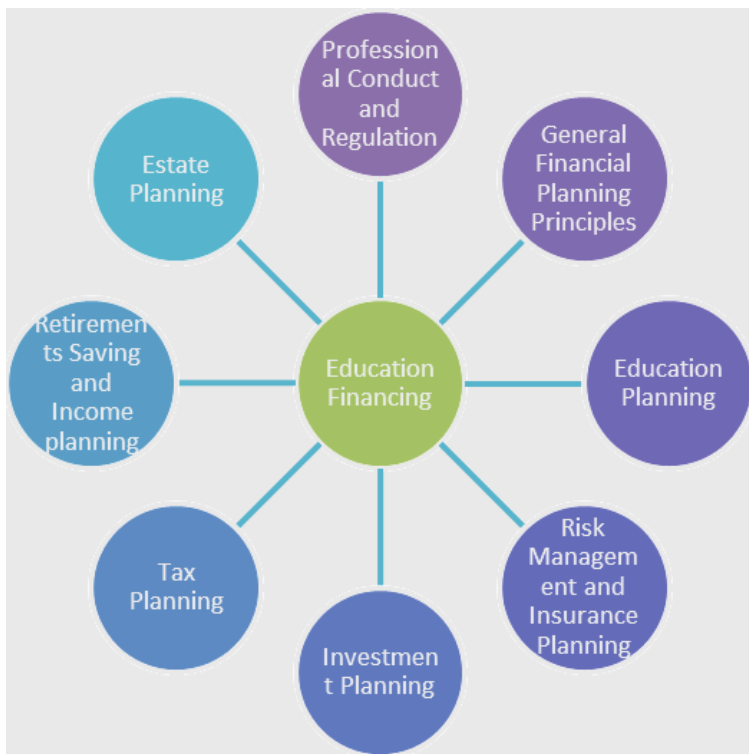 Profession
al Conduct
and
Regulation
General
Financial
Planning
Principles
Education
Planning
Risk
Managem
ent and
Insurance
Planning
Investmen
t Planning
Tax
Planning
Retiremen
ts Saving
and
Income
planning
Estate
Planning
Education
Financing